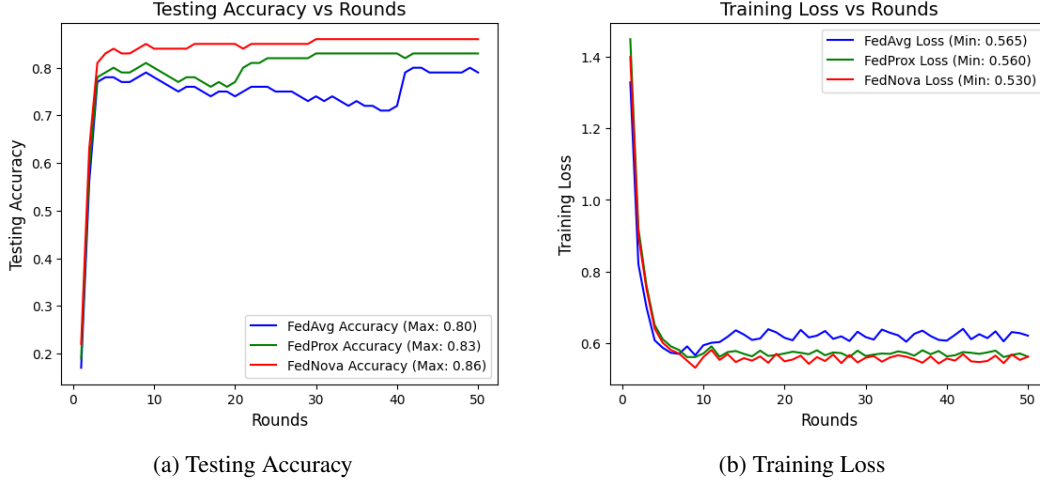 Testing Accuracy vs Rounds
Testing Accuracy
0.8
0.7
0.6
0.5
0.4
0.3
0.2
FedAvg Accuracy (Max: 0.80)
FedProx Accuracy (Max: 0.83)
FedNova Accuracy (Max: 0.86)
0 10 20 30 40 50
Rounds
(a) Testing Accuracy
Training Loss vs Rounds
FedAvg Loss (Min: 0.565)
FedProx Loss (Min: 0.560)
FedNova Loss (Min: 0.530)
Training Loss
1.4
1.2
1.0
0.8
0.6
0 10 20 30 40 50
Rounds
(b) Training Loss